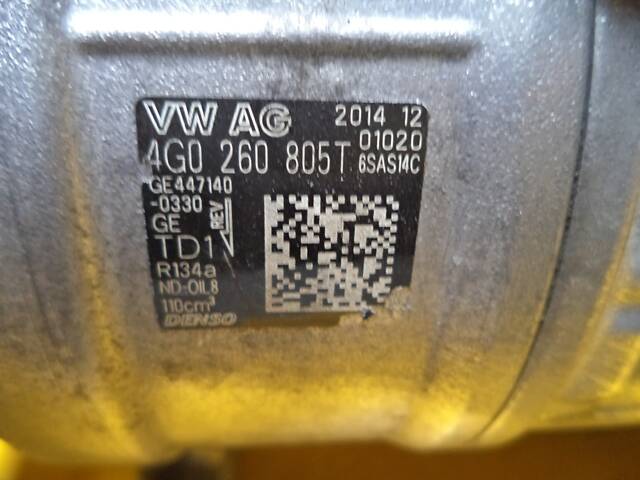 VW AG 2014 12
01020
4G0 260 805T 6SAS14C
GE447140
-0330
GE REV
TD1
R134a
ND-OIL8
110cm³
DENSO